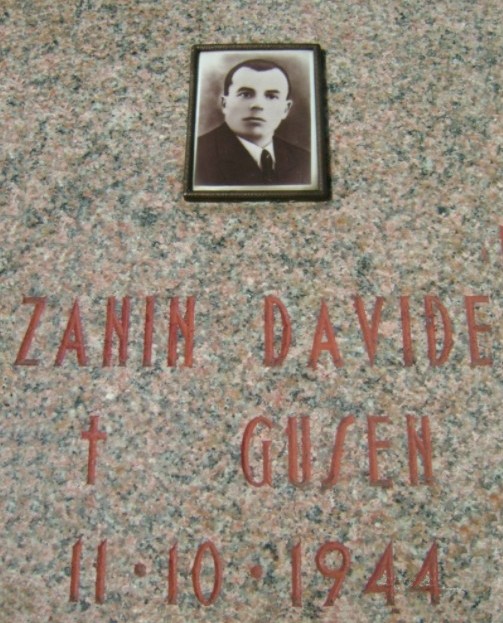 ZANIN DAVIDE
† GUSEN
11·10·1944